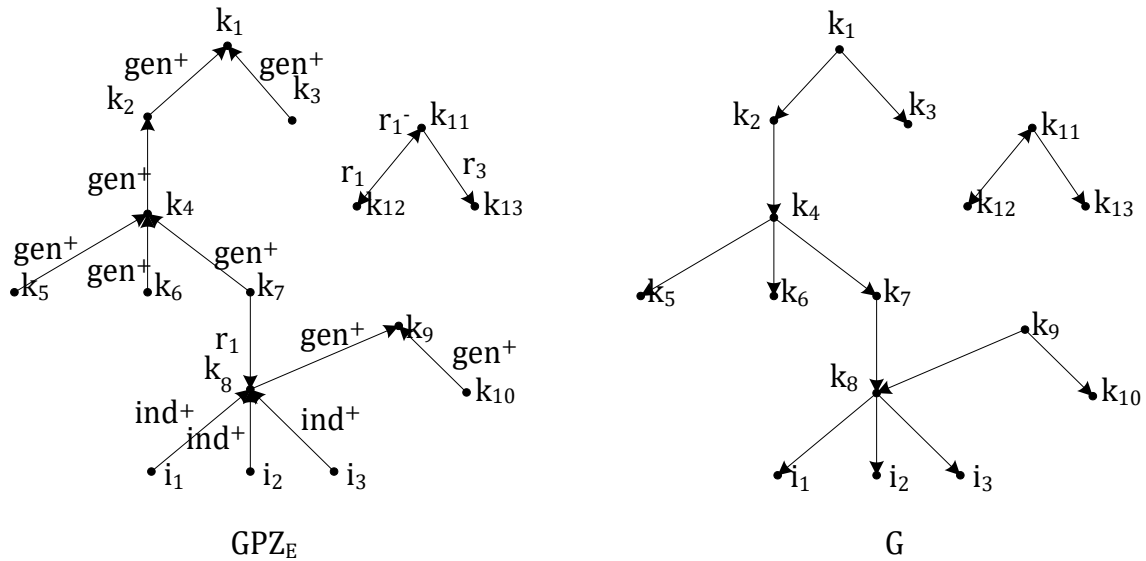 k₁
gen⁺ gen⁺
k₂ k₃
r₁⁻ k₁₁
r₁ r₃
gen⁺
k₄ k₁₂ k₁₃
gen⁺ gen⁺ gen⁺
k₅ k₆ k₇
r₁ gen⁺ k₉
k₈ gen⁺
k₁₀
ind⁺ ind⁺ ind⁺
i₁ i₂ i₃
GPZ_E
k₁
k₂ k₃
k₁₁
k₄ k₁₂ k₁₃
k₅ k₆ k₇
k₉
k₈
k₁₀
i₁ i₂ i₃
G